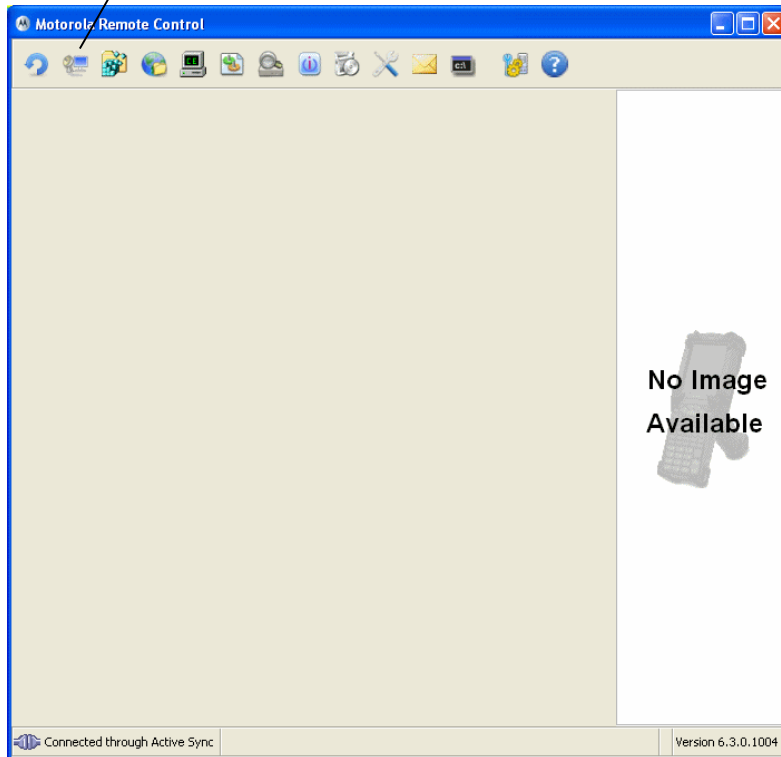 Motorola Remote Control
No Image
Available
Connected through Active Sync
Version 6.3.0.1004